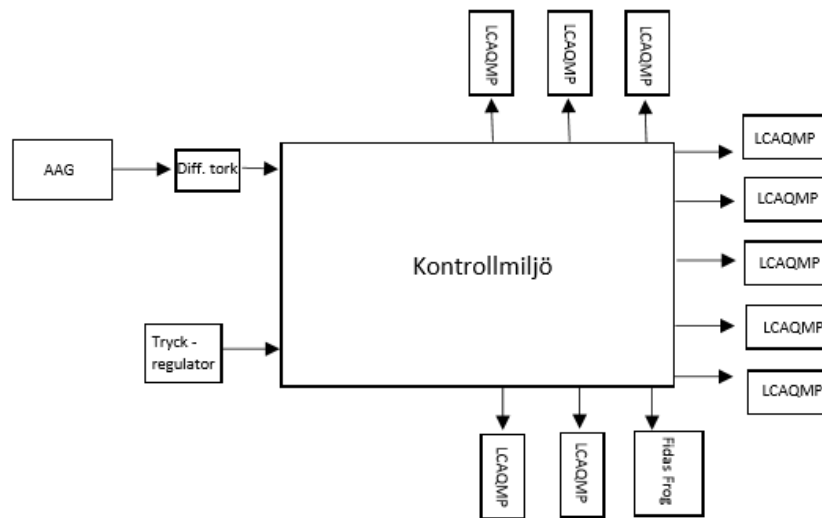 LCAQMP
LCAQMP
LCAQMP
AAG
Diff. tork
LCAQMP
LCAQMP
Kontrollmiljö
LCAQMP
Tryck -
regulator
LCAQMP
LCAQMP
LCAQMP
LCAQMP
Fidas Frog